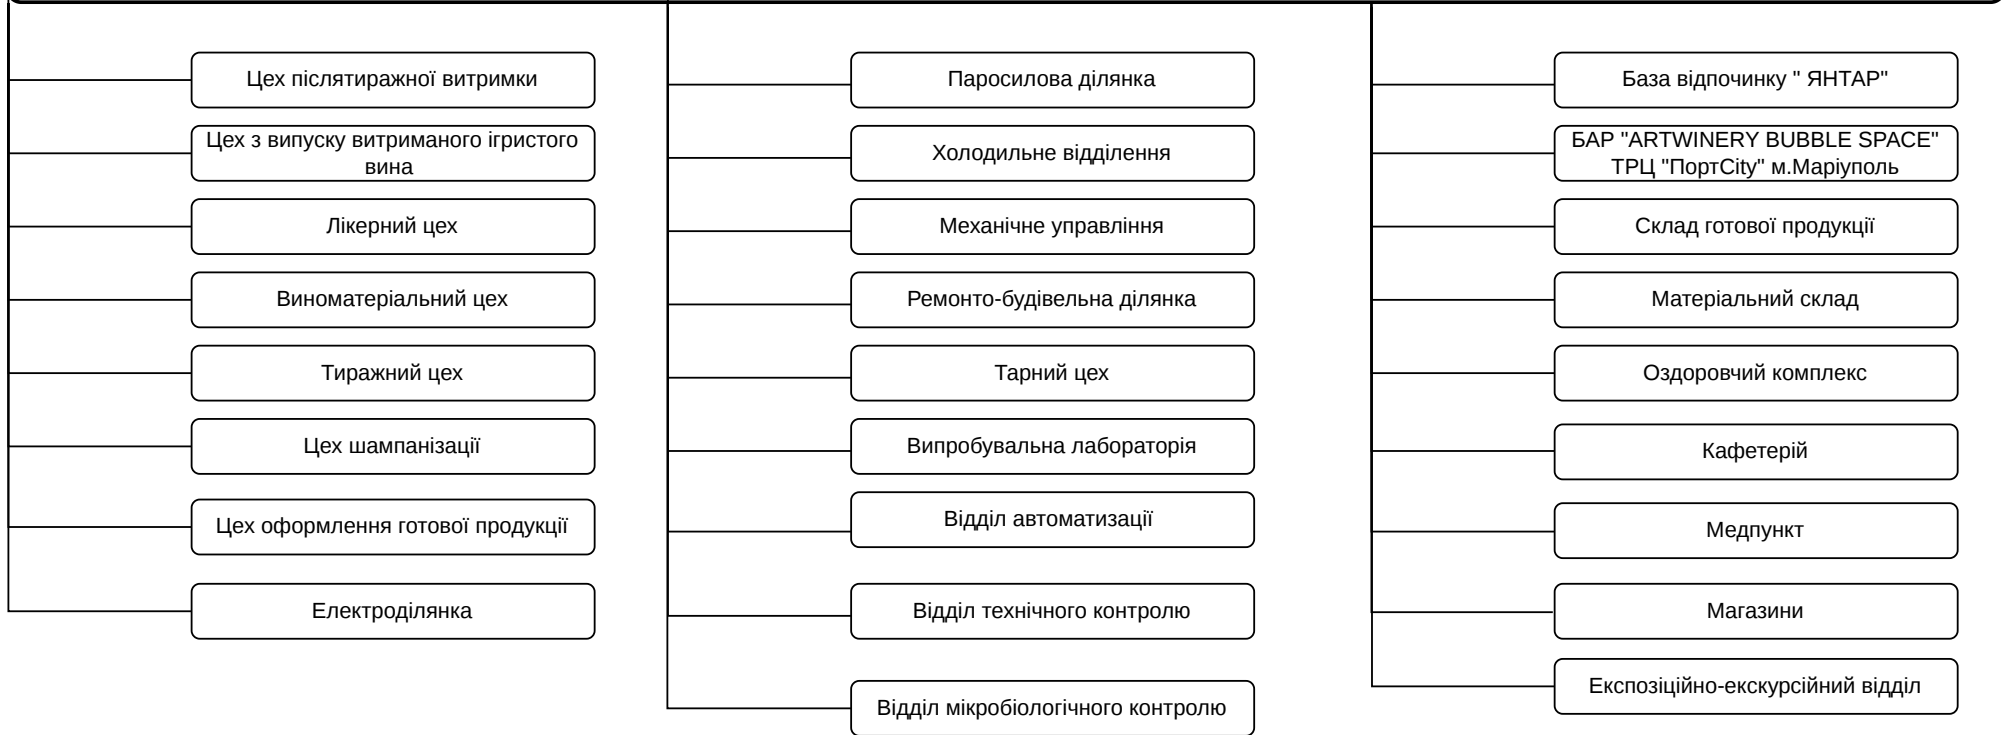 Цех післятиражної витримки
Цех з випуску витриманого ігристого
вина
Лікерний цех
Виноматеріальний цех
Тиражний цех
Цех шампанізації
Цех оформлення готової продукції
Електроділянка
Паросилова ділянка
Холодильне відділення
Механічне управління
Ремонто-будівельна ділянка
Тарний цех
Випробувальна лабораторія
Відділ автоматизації
Відділ технічного контролю
Відділ мікробіологічного контролю
База відпочинку " ЯНТАР"
БАР "ARTWINERY BUBBLE SPACE"
ТРЦ "ПортCity" м.Маріуполь
Склад готової продукції
Матеріальний склад
Оздоровчий комплекс
Кафетерій
Медпункт
Магазини
Експозиційно-екскурсійний відділ